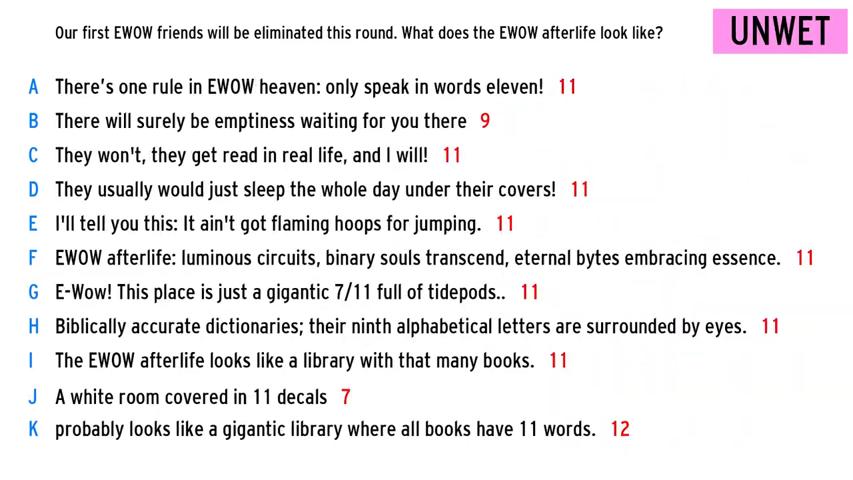 Our first EWOW friends will be eliminated this round. What does the EWOW afterlife look like?
UNWET
A There's one rule in EWOW heaven: only speak in words eleven! 11
B There will surely be emptiness waiting for you there 9
C They won't, they get read in real life, and I will! 11
D They usually would just sleep the whole day under their covers! 11
E I'll tell you this: It ain't got flaming hoops for jumping. 11
F EWOW afterlife: luminous circuits, binary souls transcend, eternal bytes embracing essence. 11
G E-Wow! This place is just a gigantic 7/11 full of tidepods.. 11
H Biblically accurate dictionaries; their ninth alphabetical letters are surrounded by eyes. 11
I The EWOW afterlife looks like a library with that many books. 11
J A white room covered in 11 decals 7
K probably looks like a gigantic library where all books have 11 words. 12